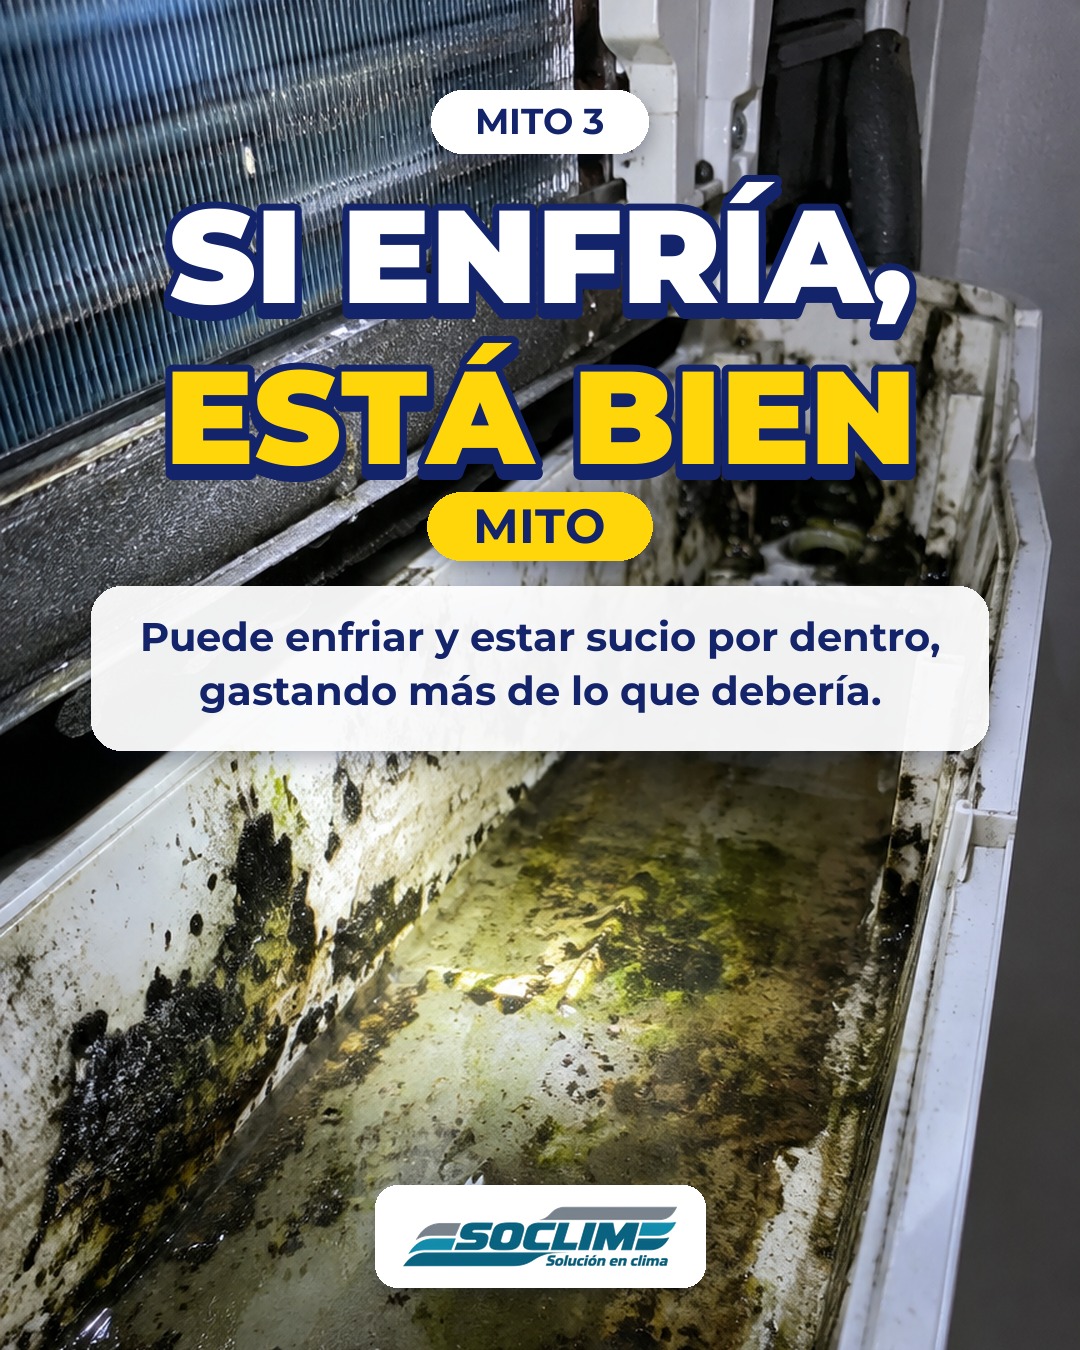 MITO 3
SI ENFRÍA,
ESTÁ BIEN
MITO
Puede enfriar y estar sucio por dentro,
gastando más de lo que debería.
SOCLIM
Solución en clima